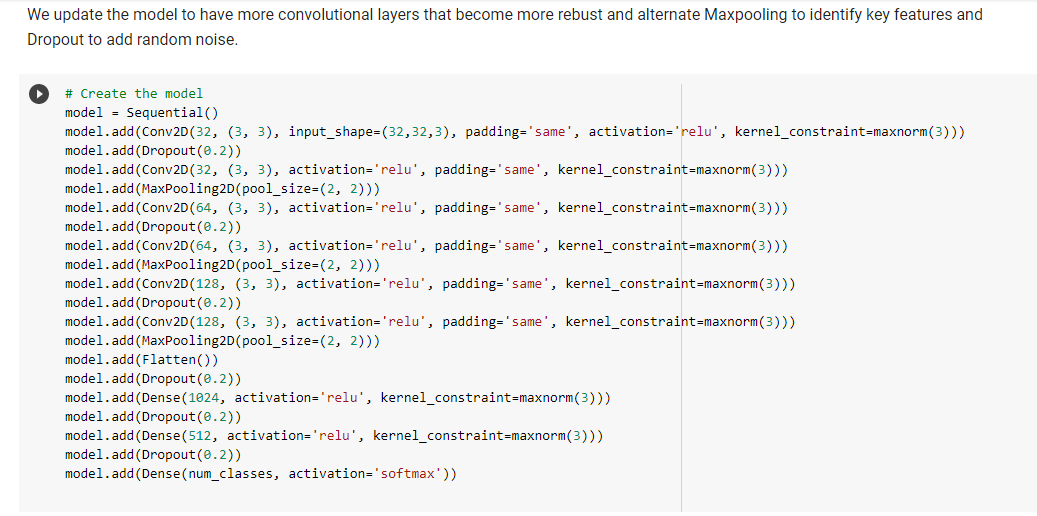 We update the model to have more convolutional layers that become more rebust and alternate Maxpooling to identify key features and
Dropout to add random noise.
# Create the model
model = Sequential()
model.add(Conv2D(32, (3, 3), input_shape=(32,32,3), padding='same', activation='relu', kernel_constraint=maxnorm(3)))
model.add(Dropout(0.2))
model.add(Conv2D(32, (3, 3), activation='relu', padding='same', kernel_constraint=maxnorm(3)))
model.add(MaxPooling2D(pool_size=(2, 2)))
model.add(Conv2D(64, (3, 3), activation='relu', padding='same', kernel_constraint=maxnorm(3)))
model.add(Dropout(0.2))
model.add(Conv2D(64, (3, 3), activation='relu', padding='same', kernel_constraint=maxnorm(3)))
model.add(MaxPooling2D(pool_size=(2, 2)))
model.add(Conv2D(128, (3, 3), activation='relu', padding='same', kernel_constraint=maxnorm(3)))
model.add(Dropout(0.2))
model.add(Conv2D(128, (3, 3), activation='relu', padding='same', kernel_constraint=maxnorm(3)))
model.add(MaxPooling2D(pool_size=(2, 2)))
model.add(Flatten())
model.add(Dropout(0.2))
model.add(Dense(1024, activation='relu', kernel_constraint=maxnorm(3)))
model.add(Dropout(0.2))
model.add(Dense(512, activation='relu', kernel_constraint=maxnorm(3)))
model.add(Dropout(0.2))
model.add(Dense(num_classes, activation='softmax'))